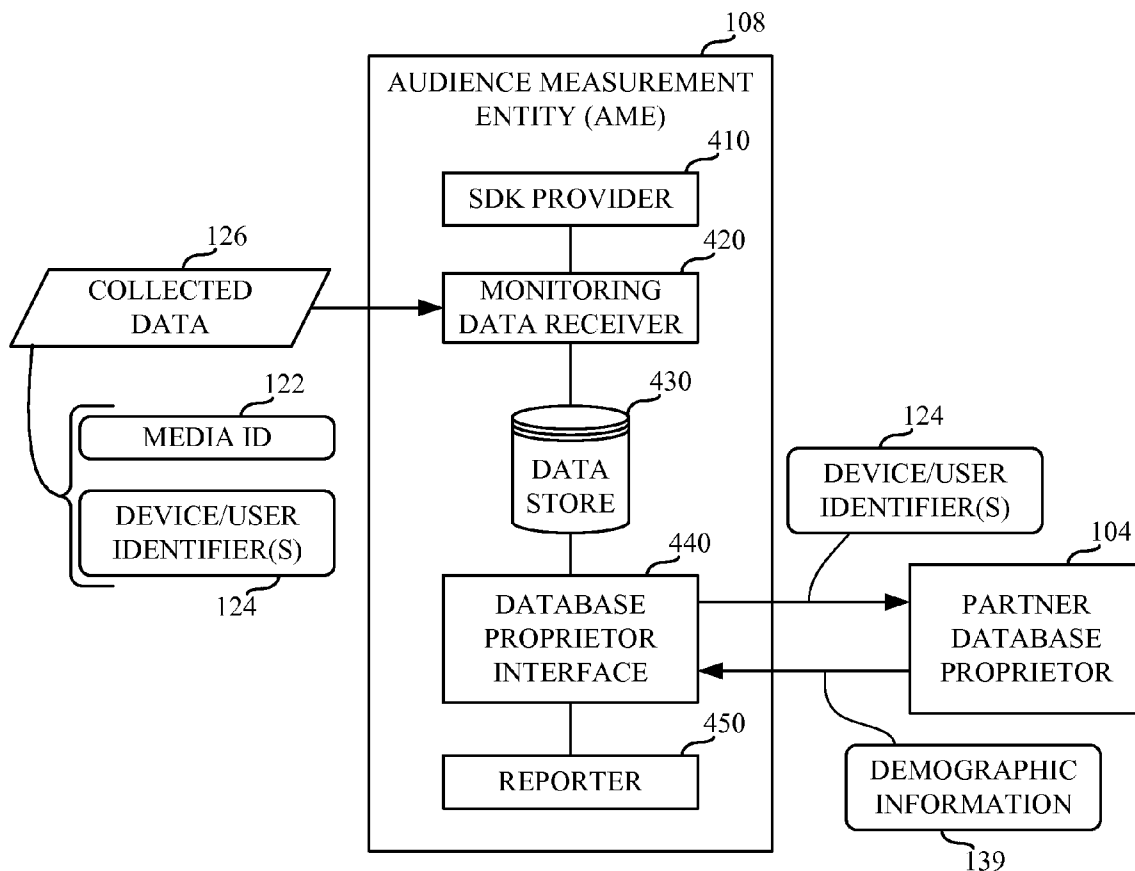 108
AUDIENCE MEASUREMENT
ENTITY (AME)
410
SDK PROVIDER
126
COLLECTED
DATA
420
MONITORING
DATA RECEIVER
122
MEDIA ID
DEVICE/USER
IDENTIFIER(S)
124
430
DATA
STORE
124
DEVICE/USER
IDENTIFIER(S)
440
DATABASE
PROPRIETOR
INTERFACE
104
PARTNER
DATABASE
PROPRIETOR
450
REPORTER
DEMOGRAPHIC
INFORMATION
139